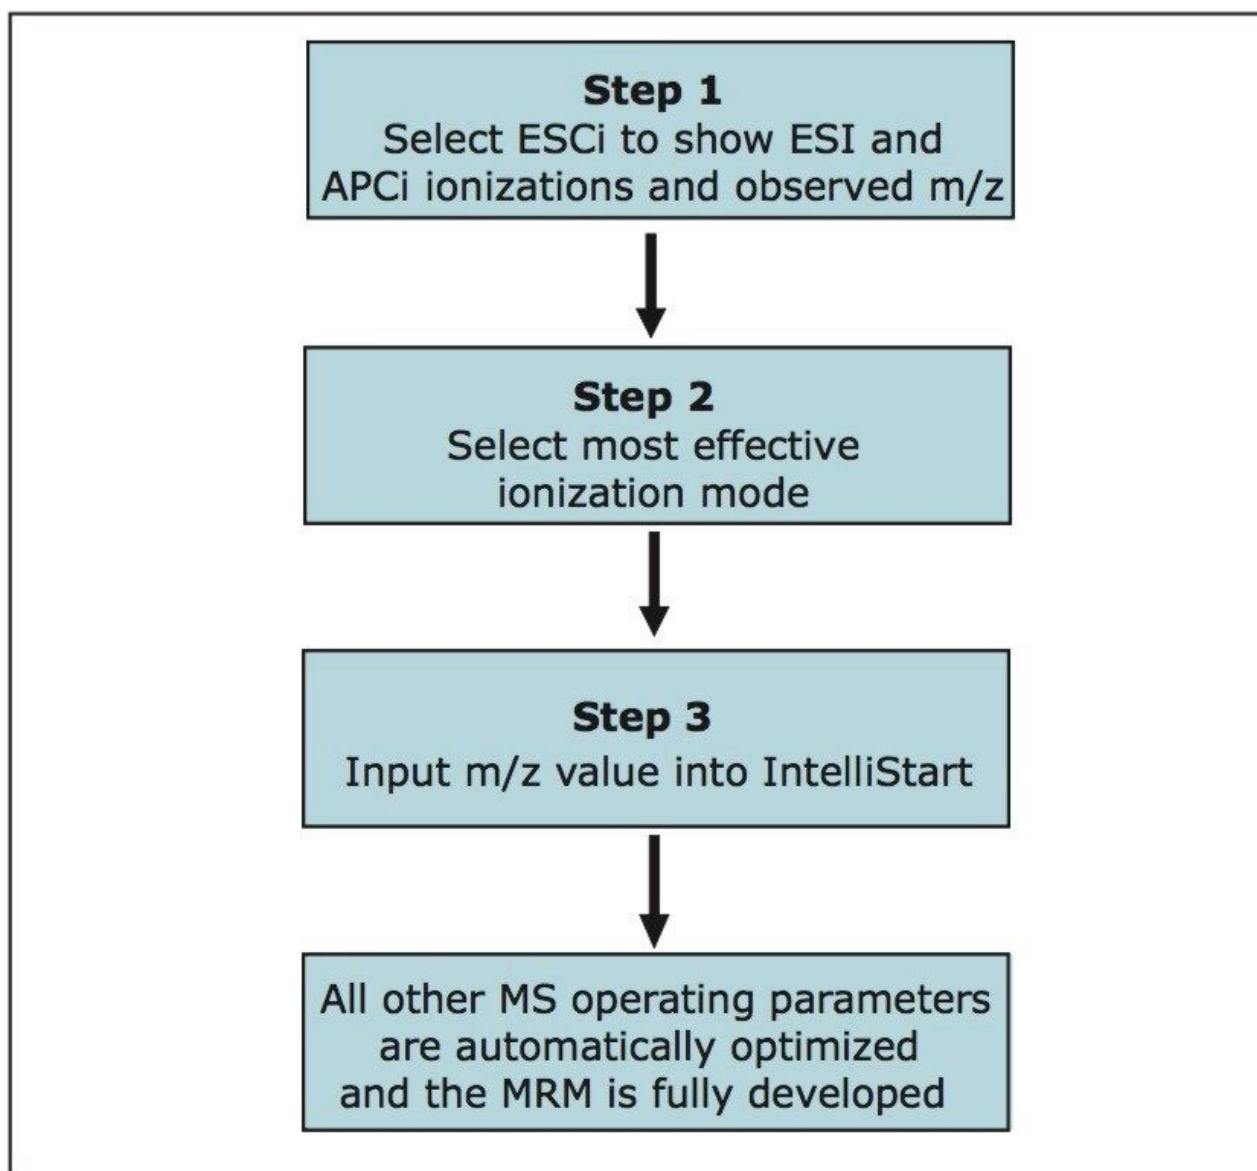 Step 1
Select ESCi to show ESI and
APCi ionizations and observed m/z
Step 2
Select most effective
ionization mode
Step 3
Input m/z value into IntelliStart
All other MS operating parameters
are automatically optimized
and the MRM is fully developed